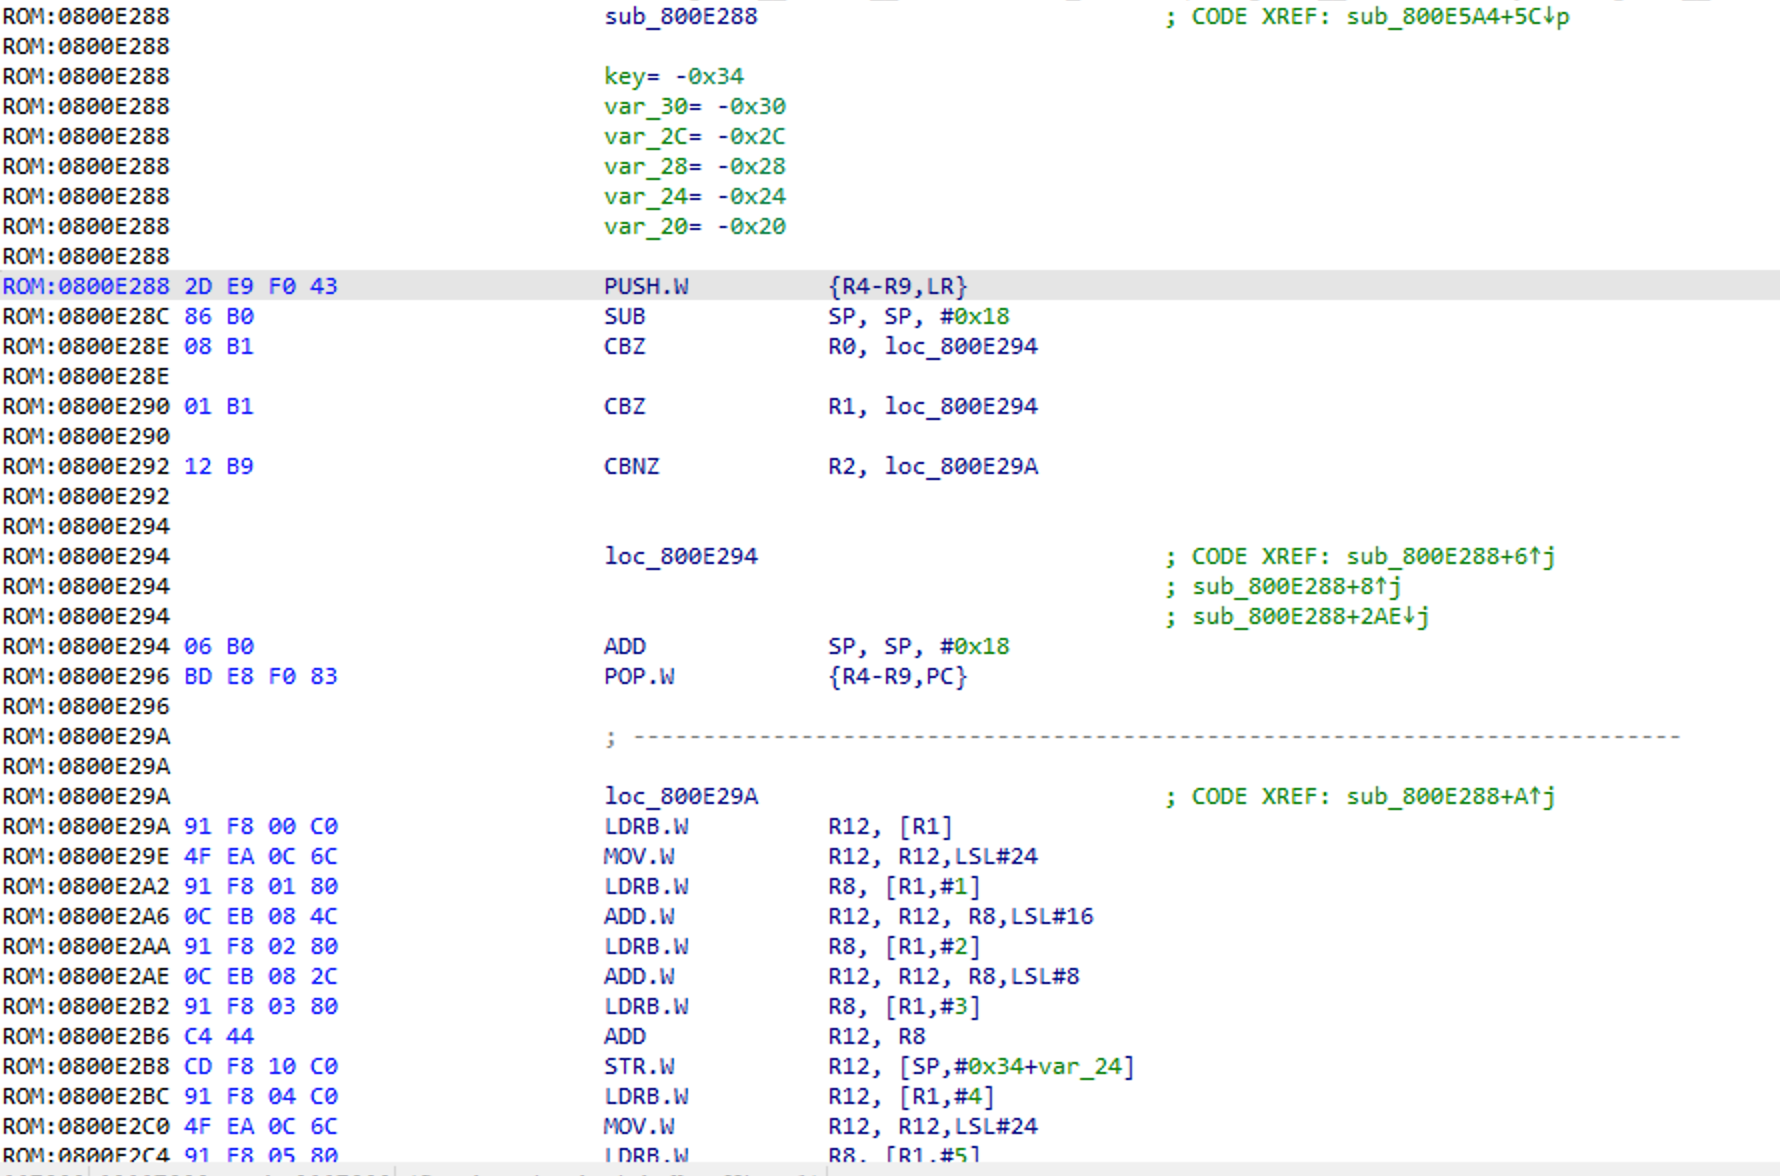 ROM:0800E288 sub_800E288 ; CODE XREF: sub_800E5A4+5C↓p
ROM:0800E288
ROM:0800E288 key= -0x34
ROM:0800E288 var_30= -0x30
ROM:0800E288 var_2C= -0x2C
ROM:0800E288 var_28= -0x28
ROM:0800E288 var_24= -0x24
ROM:0800E288 var_20= -0x20
ROM:0800E288
ROM:0800E288 2D E9 F0 43 PUSH.W {R4-R9,LR}
ROM:0800E28C 86 B0 SUB SP, SP, #0x18
ROM:0800E28E 08 B1 CBZ R0, loc_800E294
ROM:0800E28E
ROM:0800E290 01 B1 CBZ R1, loc_800E294
ROM:0800E290
ROM:0800E292 12 B9 CBNZ R2, loc_800E29A
ROM:0800E292
ROM:0800E294
ROM:0800E294 loc_800E294 ; CODE XREF: sub_800E288+6↑j
ROM:0800E294 ; sub_800E288+8↑j
ROM:0800E294 ; sub_800E288+2AE↓j
ROM:0800E294 06 B0 ADD SP, SP, #0x18
ROM:0800E296 BD E8 F0 83 POP.W {R4-R9,PC}
ROM:0800E296
ROM:0800E29A ; ---------------------------------------------------------------------------
ROM:0800E29A
ROM:0800E29A loc_800E29A ; CODE XREF: sub_800E288+A↑j
ROM:0800E29A 91 F8 00 C0 LDRB.W R12, [R1]
ROM:0800E29E 4F EA 0C 6C MOV.W R12, R12,LSL#24
ROM:0800E2A2 91 F8 01 80 LDRB.W R8, [R1,#1]
ROM:0800E2A6 0C EB 08 4C ADD.W R12, R12, R8,LSL#16
ROM:0800E2AA 91 F8 02 80 LDRB.W R8, [R1,#2]
ROM:0800E2AE 0C EB 08 2C ADD.W R12, R12, R8,LSL#8
ROM:0800E2B2 91 F8 03 80 LDRB.W R8, [R1,#3]
ROM:0800E2B6 C4 44 ADD R12, R8
ROM:0800E2B8 CD F8 10 C0 STR.W R12, [SP,#0x34+var_24]
ROM:0800E2BC 91 F8 04 C0 LDRB.W R12, [R1,#4]
ROM:0800E2C0 4F EA 0C 6C MOV.W R12, R12,LSL#24
ROM:0800E2C4 91 F8 05 80 LDRB.W R8, [R1,#5]